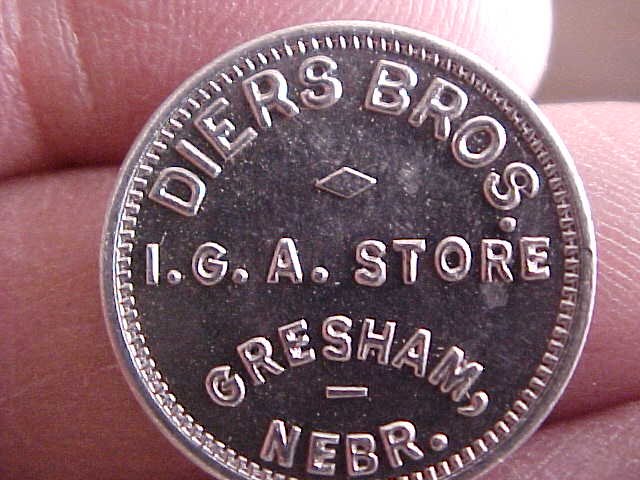 DIERS BROS.
I.G.A. STORE
GRESHAM,
NEBR.